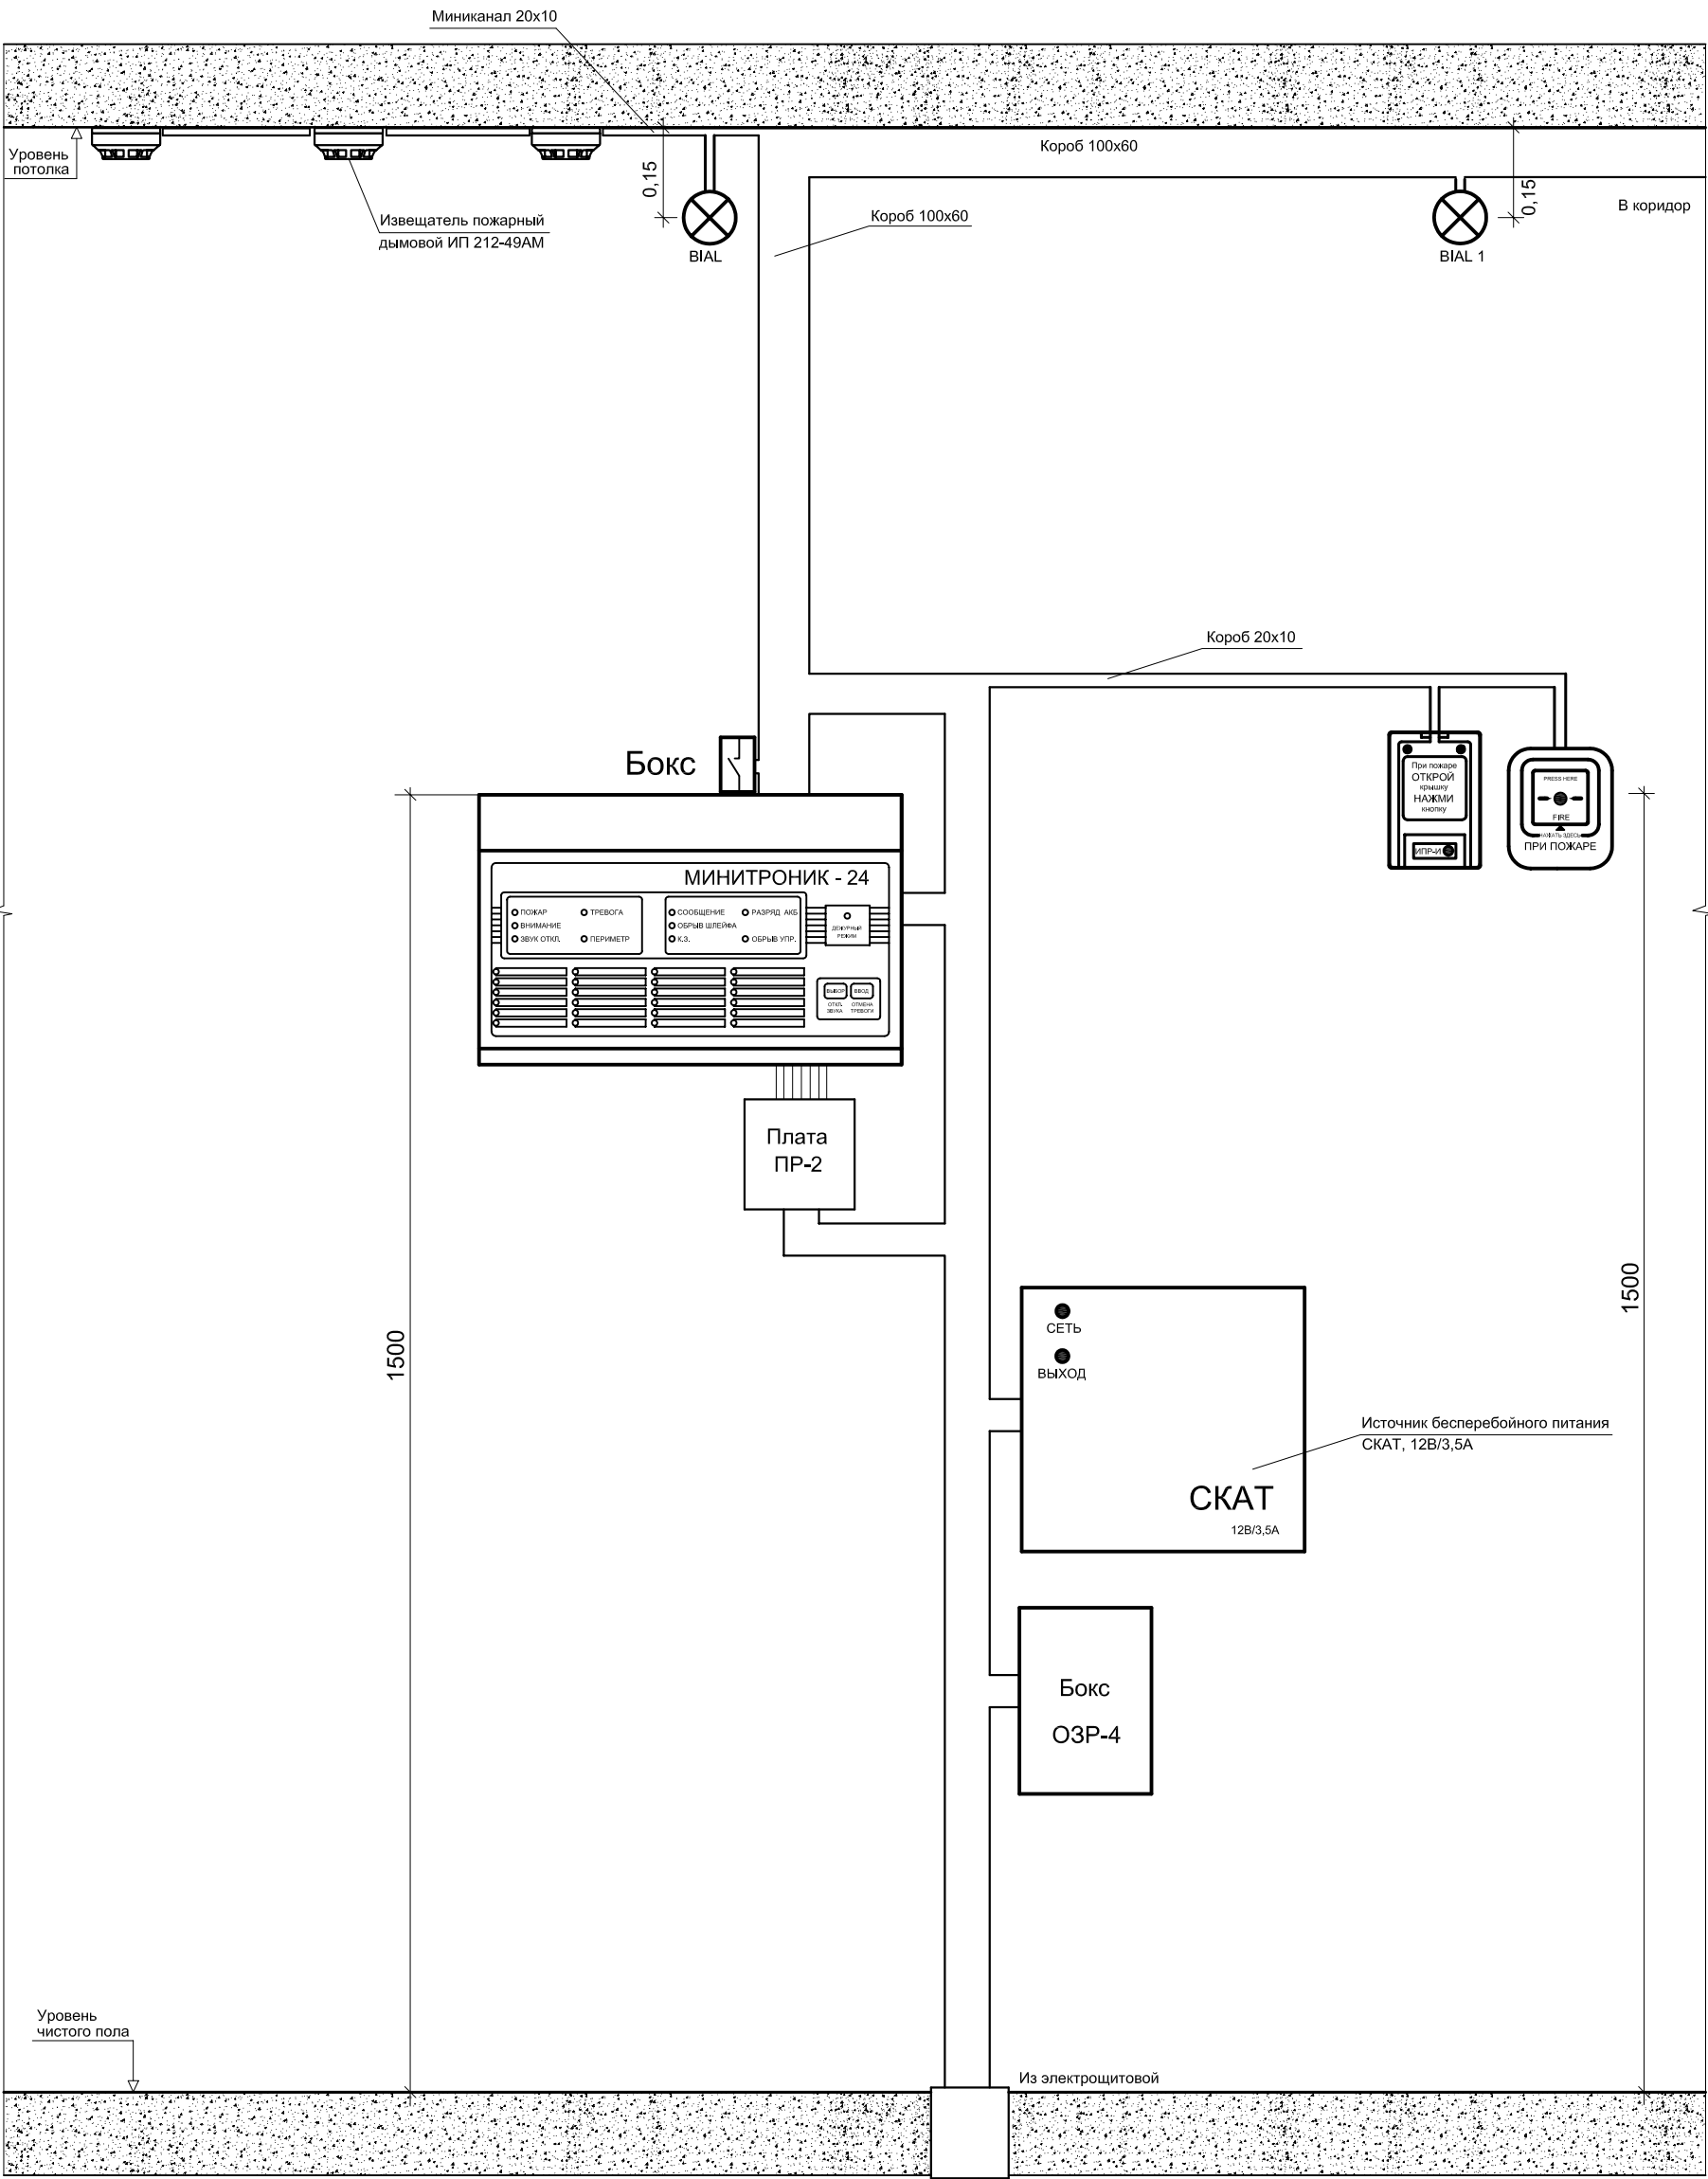 Миниканал 20х10
Уровень
потолка
Короб 100х60
0,15
0,15
В коридор
Извещатель пожарный
дымовой ИП 212-49АМ
Короб 100х60
BIAL
BIAL 1
Короб 20х10
Бокс
При пожаре
ОТКРОЙ
крышку
НАЖМИ
кнопку
ИПР-И
PRESS HERE
FIRE
НАЖАТЬ ЗДЕСЬ
ПРИ ПОЖАРЕ
МИНИТРОНИК - 24
ПОЖАР
ТРЕВОГА
ВНИМАНИЕ
ЗВУК ОТКЛ.
ПЕРИМЕТР
СООБЩЕНИЕ
РАЗРЯД АКБ
ОБРЫВ ШЛЕЙФА
К.З.
ОБРЫВ УПР.
ДЕЖУРНЫЙ
РЕЖИМ
ВЫБОР
ВВОД
ОТКЛ. ОТМЕНА
ЗВУКА ТРЕВОГИ
Плата
ПР-2
1500
1500
СЕТЬ
ВЫХОД
Источник бесперебойного питания
СКАТ, 12В/3,5А
СКАТ
12В/3,5А
Бокс
ОЗР-4
Уровень
чистого пола
Из электрощитовой